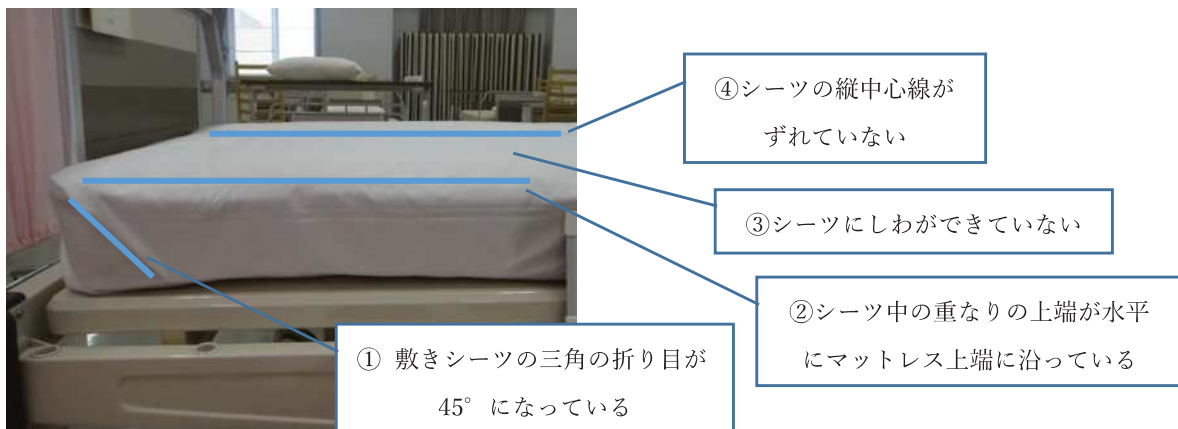 ④シーツの縦中心線が
ずれていない
③シーツにしわができていない
②シーツ中の重なりの上端が水平
にマットレス上端に沿っている
① 敷きシーツの三角の折り目が
45°になっている